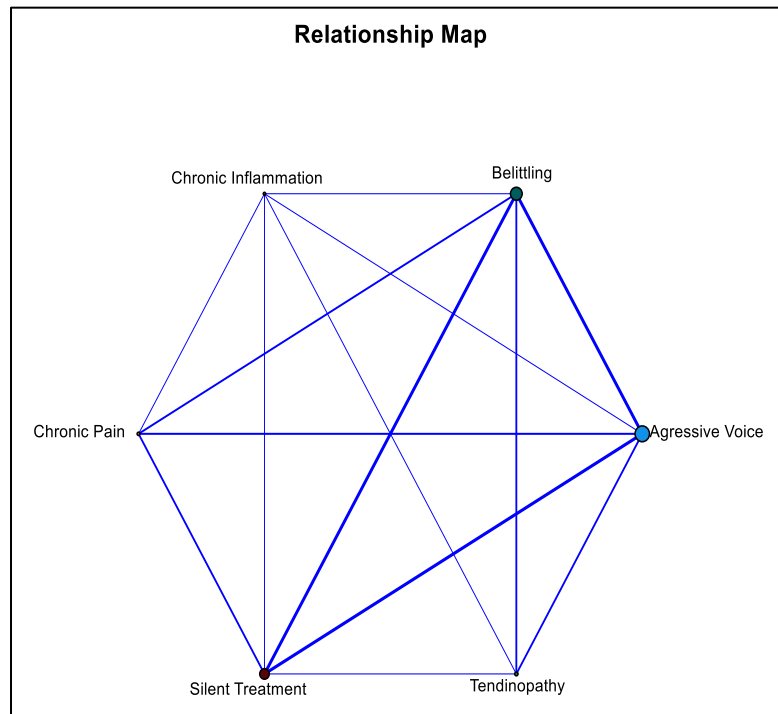 Relationship Map
Belittling
Chronic Inflammation
Chronic Pain
Agressive Voice
Silent Treatment
Tendinopathy